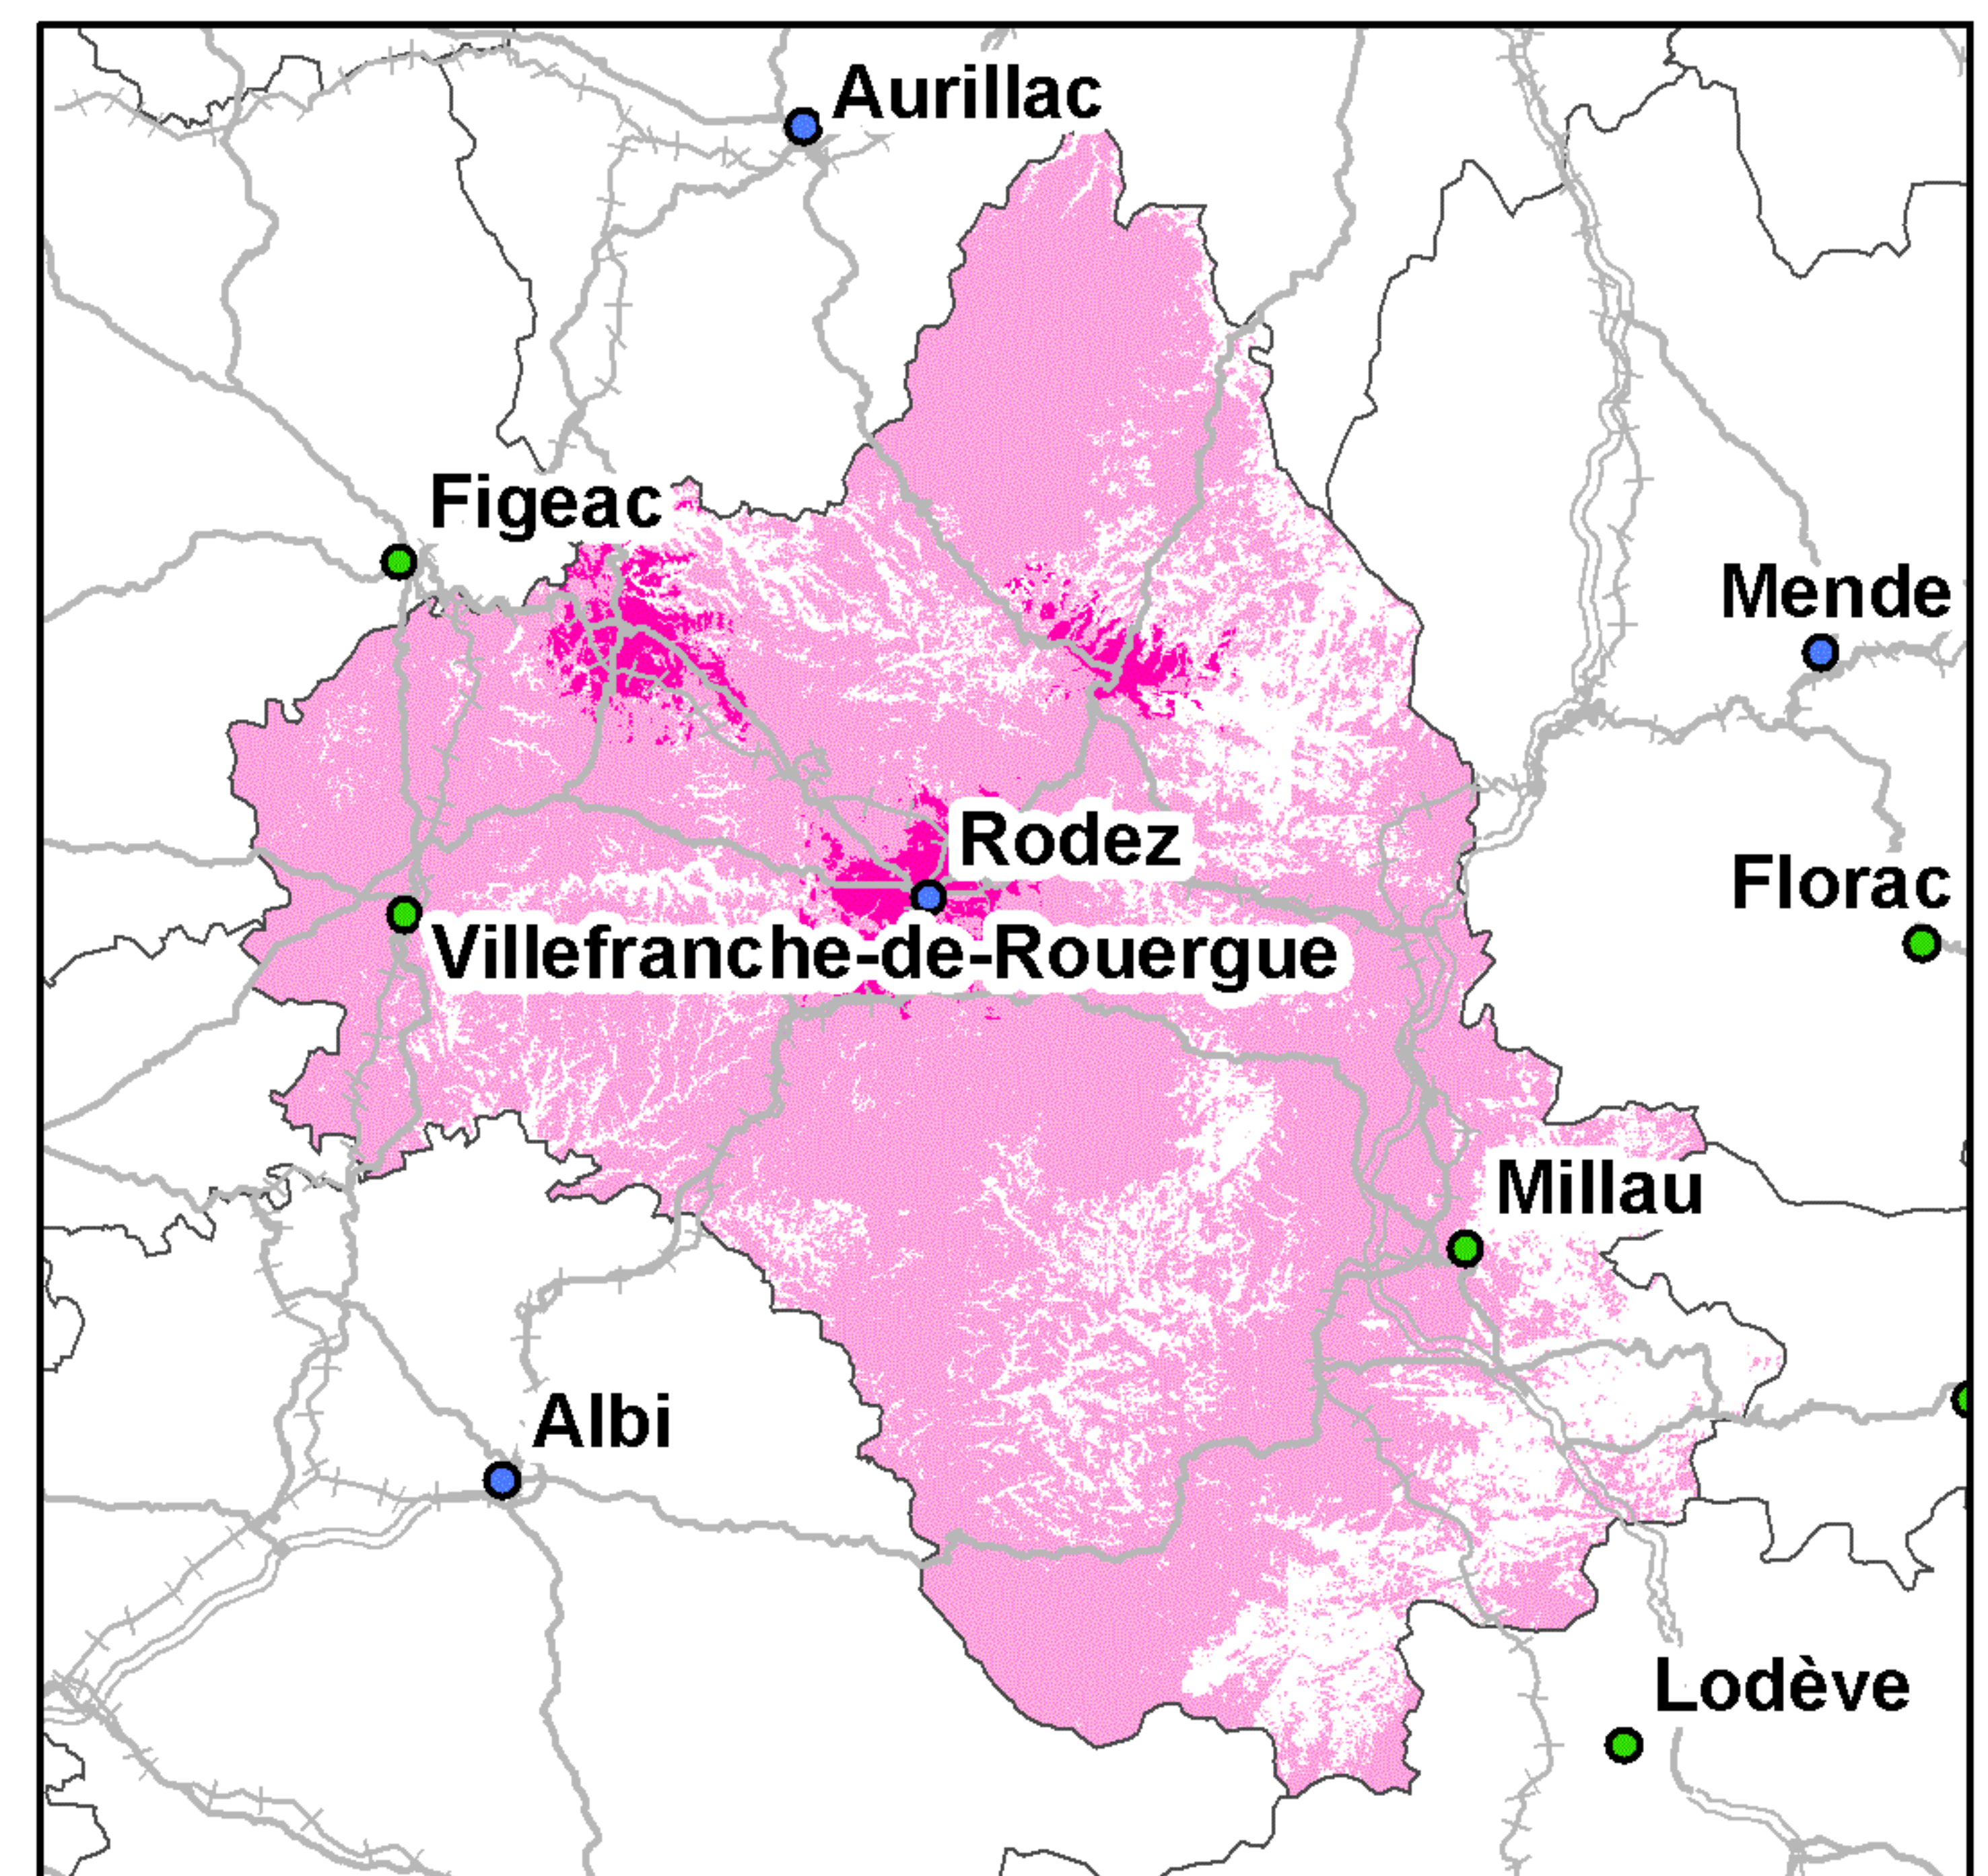 Aurillac
Figeac
Mende
Rodez
Florac
Villefranche-de-Rouergue
Millau
Albi
Lodève